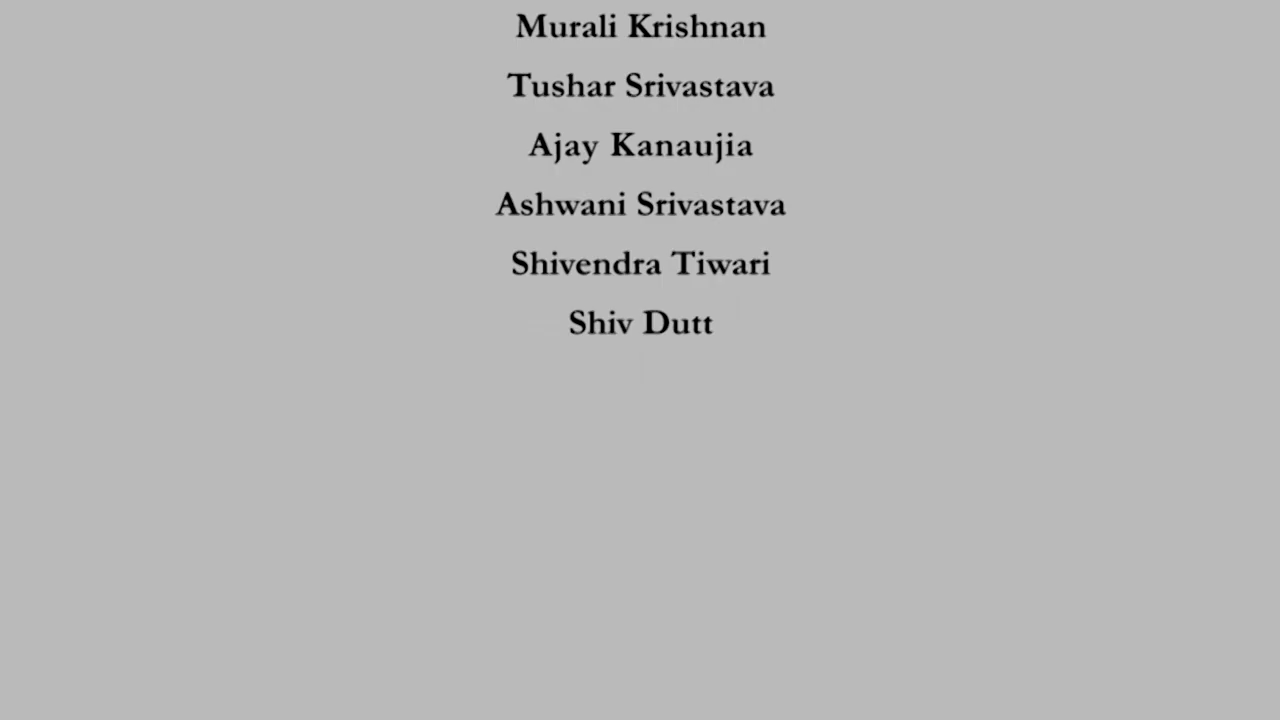 Murali Krishnan
Tushar Srivastava
Ajay Kanaujia
Ashwani Srivastava
Shivendra Tiwari
Shiv Dutt